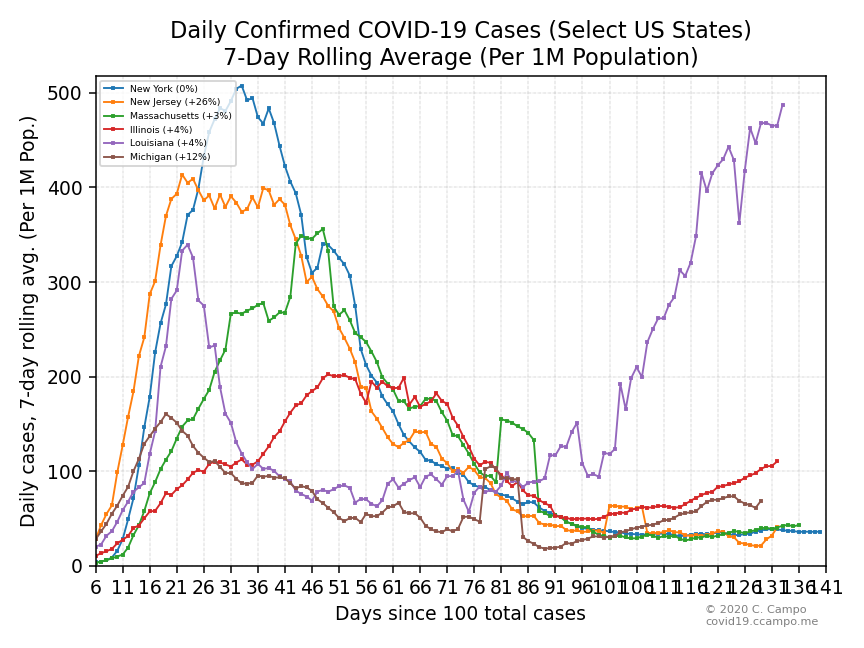 Daily Confirmed COVID-19 Cases (Select US States)
7-Day Rolling Average (Per 1M Population)
Daily cases, 7-day rolling avg. (Per 1M Pop.)
500
400
300
200
100
0
New York (0%)
New Jersey (+26%)
Massachusetts (+3%)
Illinois (+4%)
Louisiana (+4%)
Michigan (+12%)
6 11 16 21 26 31 36 41 46 51 56 61 66 71 76 81 86 91 96 101 106 111 116 121 126 131 136 141
Days since 100 total cases
© 2020 C. Campo
covid19.ccampo.me